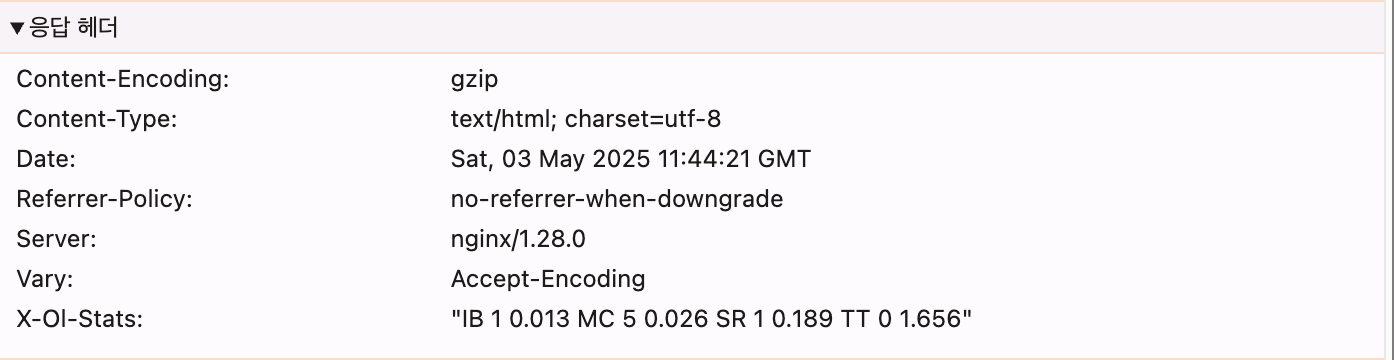 ▼응답 헤더
Content-Encoding: gzip
Content-Type: text/html; charset=utf-8
Date: Sat, 03 May 2025 11:44:21 GMT
Referrer-Policy: no-referrer-when-downgrade
Server: nginx/1.28.0
Vary: Accept-Encoding
X-Ol-Stats: "IB 1 0.013 MC 5 0.026 SR 1 0.189 TT 0 1.656"